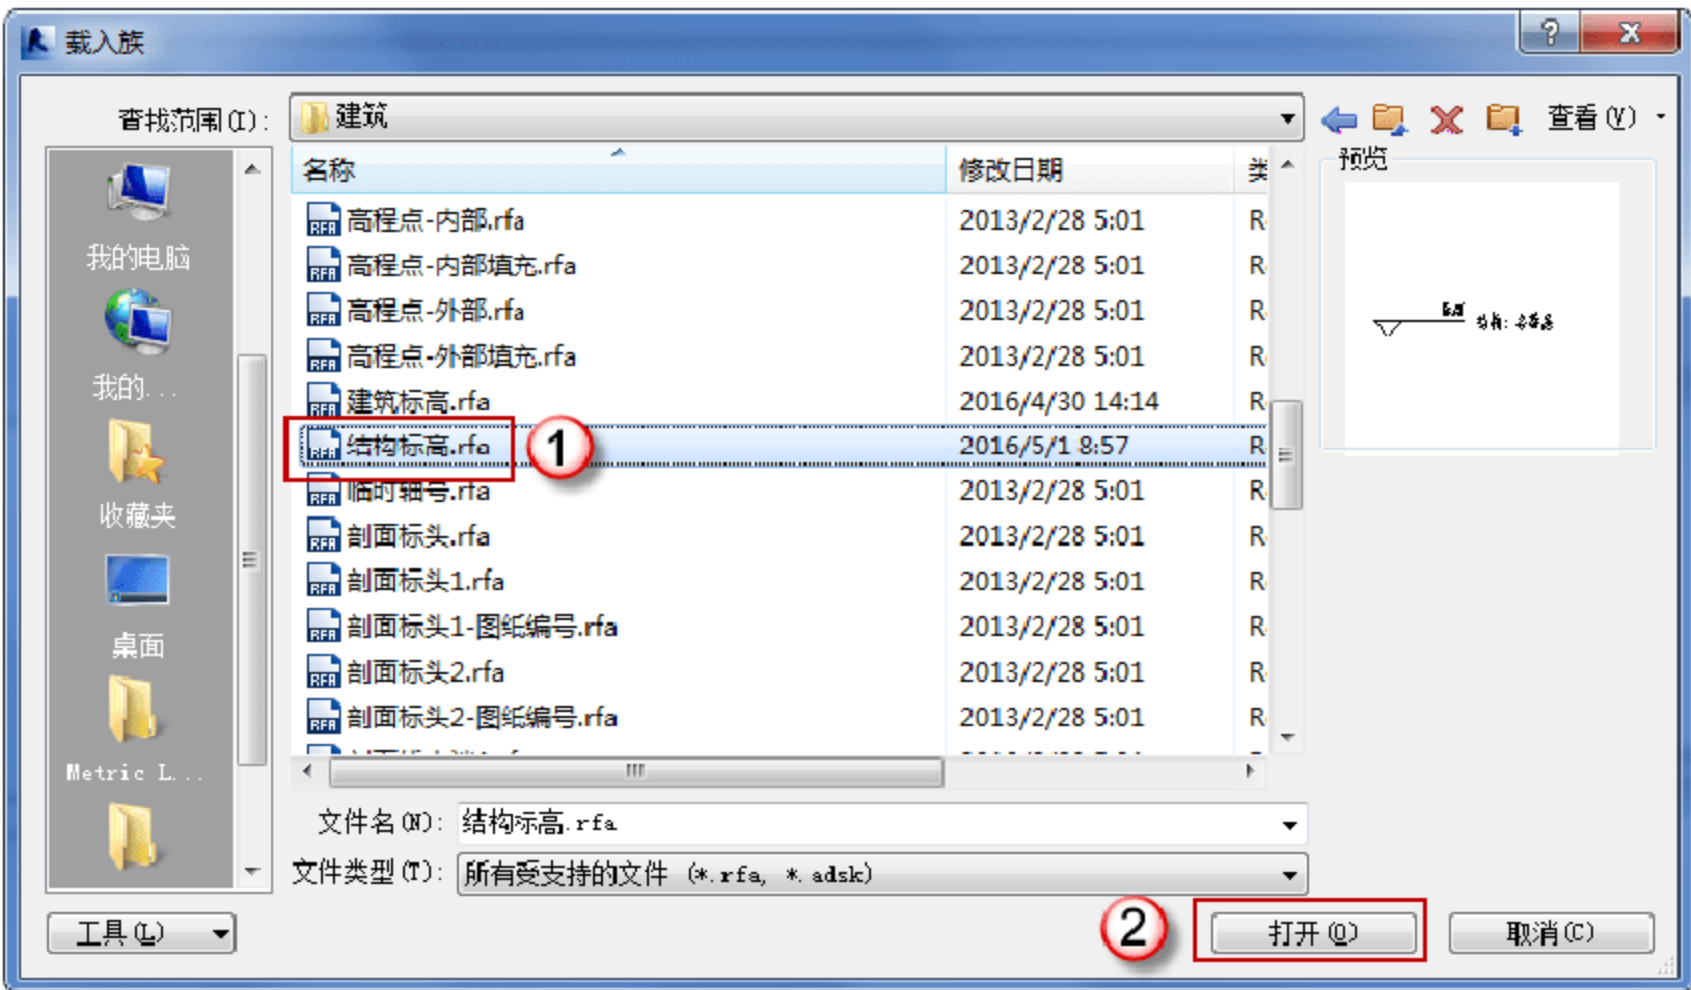 载入族
查找范围(I):
建筑
查看(V)
名称
修改日期
类
预览
我的电脑
我的...
收藏夹
桌面
Metric L...
高程点-内部.rfa 2013/2/28 5:01 R
高程点-内部填充.rfa 2013/2/28 5:01 R
高程点-外部.rfa 2013/2/28 5:01 R
高程点-外部填充.rfa 2013/2/28 5:01 R
建筑标高.rfa 2016/4/30 14:14 R
结构标高.rfa 2016/5/1 8:57 R
1
临时轴号.rfa 2013/2/28 5:01 R
剖面标头.rfa 2013/2/28 5:01 R
剖面标头1.rfa 2013/2/28 5:01 R
剖面标头1-图纸编号.rfa 2013/2/28 5:01 R
剖面标头2.rfa 2013/2/28 5:01 R
剖面标头2-图纸编号.rfa 2013/2/28 5:01 R
文件名(N): 结构标高.rfa
文件类型(T): 所有受支持的文件 (*.rfa, *.adsk)
工具(L)
2
打开(O)
取消(C)